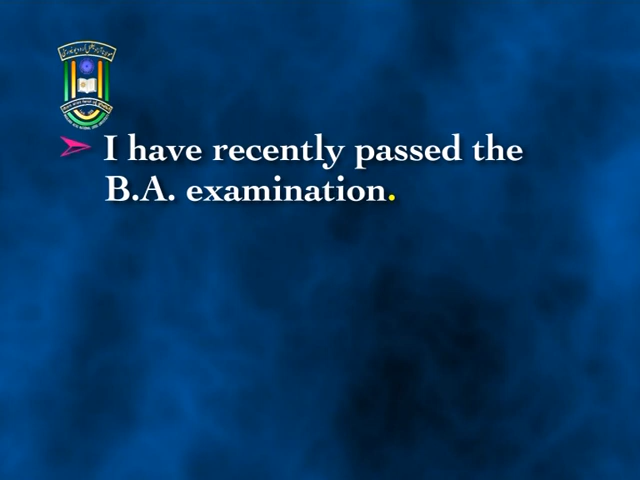 I have recently passed the
B.A. examination.